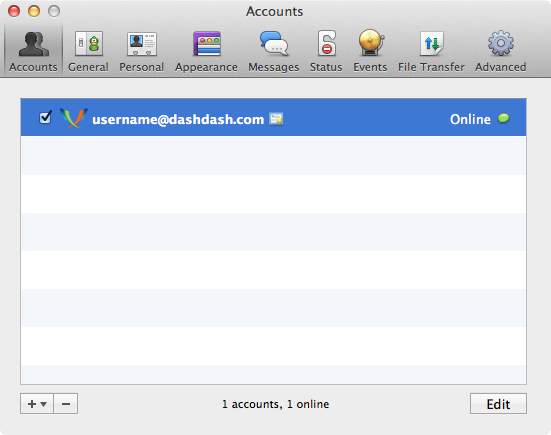 Accounts
Accounts General Personal Appearance Messages Status Events File Transfer Advanced
username@dashdash.com Online
1 accounts, 1 online Edit